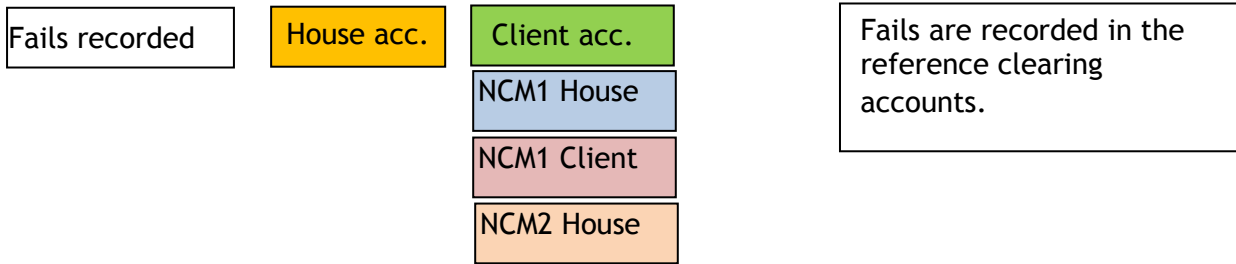 Fails recorded
House acc.
Client acc.
NCM1 House
NCM1 Client
NCM2 House
Fails are recorded in the
reference clearing
accounts.